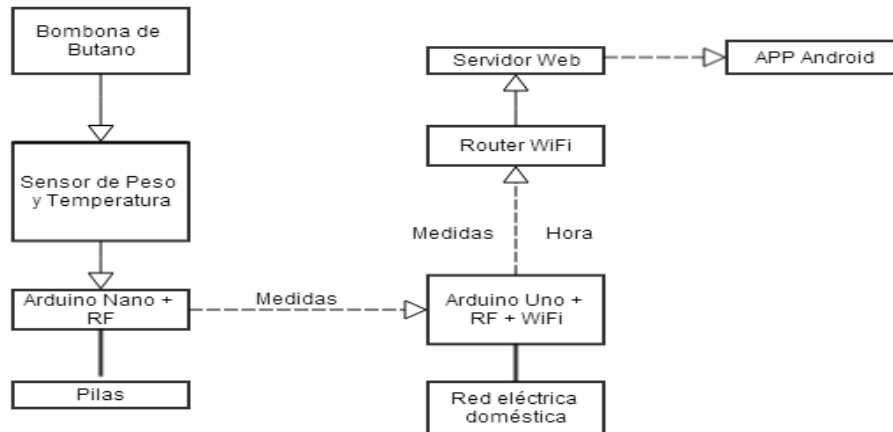 Bombona de
Butano
Sensor de Peso
y Temperatura
Arduino Nano +
RF
Pilas
Medidas
Servidor Web
APP Android
Router WiFi
Medidas
Hora
Arduino Uno +
RF + WiFi
Red eléctrica
doméstica